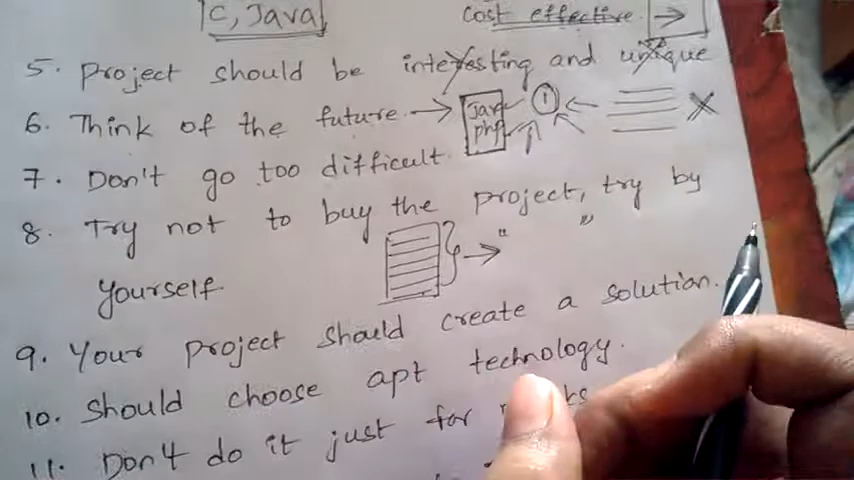 C, Java
cost effective
5. Project should be interesting and unique
6. Think of the future
Java
php
1
7. Don't go too difficult.
8. Try not to buy the project, try by
" "
yourself.
9. Your project should create a solution.
10. should choose apt technology.
11. Don't do it just for